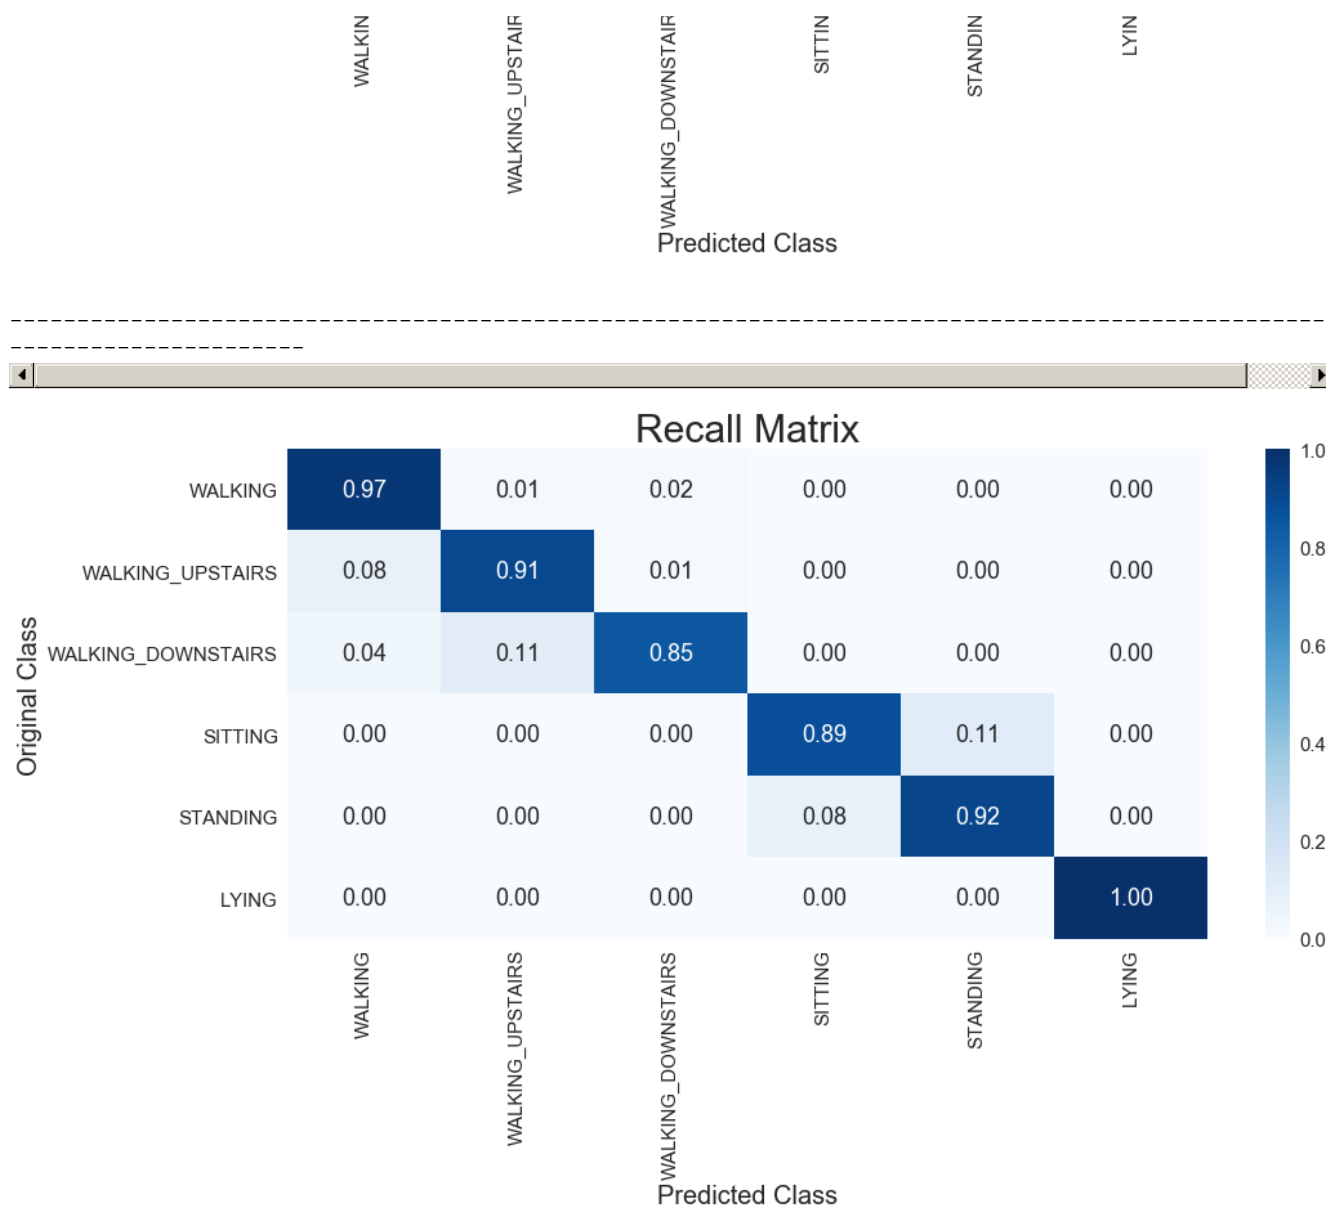 WALKIN WALKING_UPSTAIR WALKING_DOWNSTAIR SITTIN STANDIN LYIN
Predicted Class
--------------------------------------------------------------------------------------------------
----------------------
Recall Matrix
1.0
WALKING 0.97 0.01 0.02 0.00 0.00 0.00
0.8
WALKING_UPSTAIRS 0.08 0.91 0.01 0.00 0.00 0.00
Original Class
WALKING_DOWNSTAIRS 0.04 0.11 0.85 0.00 0.00 0.00
0.6
SITTING 0.00 0.00 0.00 0.89 0.11 0.00
0.4
STANDING 0.00 0.00 0.00 0.08 0.92 0.00
0.2
LYING 0.00 0.00 0.00 0.00 0.00 1.00
0.0
WALKING WALKING_UPSTAIRS WALKING_DOWNSTAIRS SITTING STANDING LYING
Predicted Class